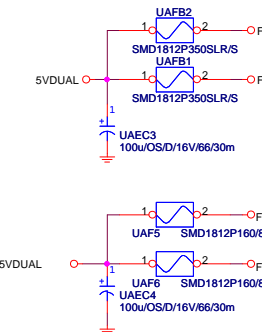 UAFB2
1 2 F
SMD1812P350SLR/S
UAFB1
5VDUAL 1 2 F
SMD1812P350SLR/S
1
+
UAEC3
100u/OS/D/16V/66/30m
1 2 F
UAF5 SMD1812P160/8
5VDUAL 1 2 F
1 UAF6 SMD1812P160/8
+
UAEC4
100u/OS/D/16V/66/30m